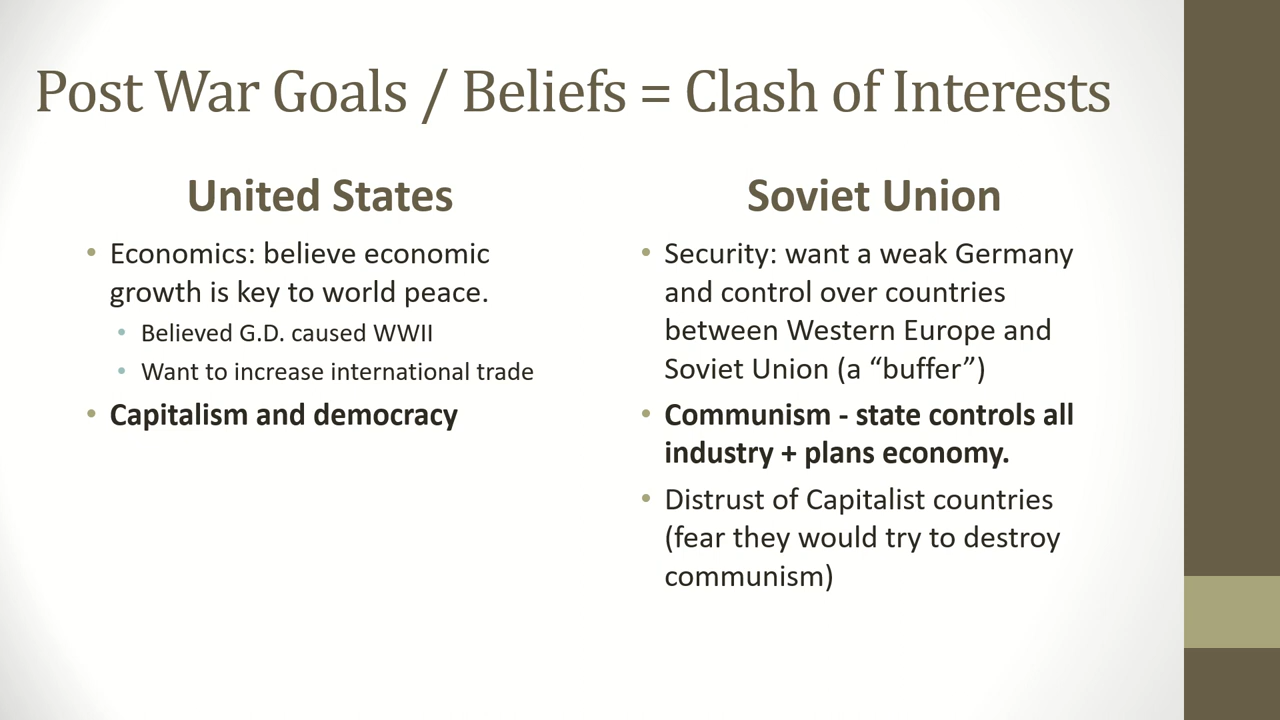 Post War Goals / Beliefs = Clash of Interests
United States
• Economics: believe economic
growth is key to world peace.
• Believed G.D. caused WWII
• Want to increase international trade
• Capitalism and democracy
Soviet Union
• Security: want a weak Germany
and control over countries
between Western Europe and
Soviet Union (a “buffer”)
• Communism - state controls all
industry + plans economy.
• Distrust of Capitalist countries
(fear they would try to destroy
communism)